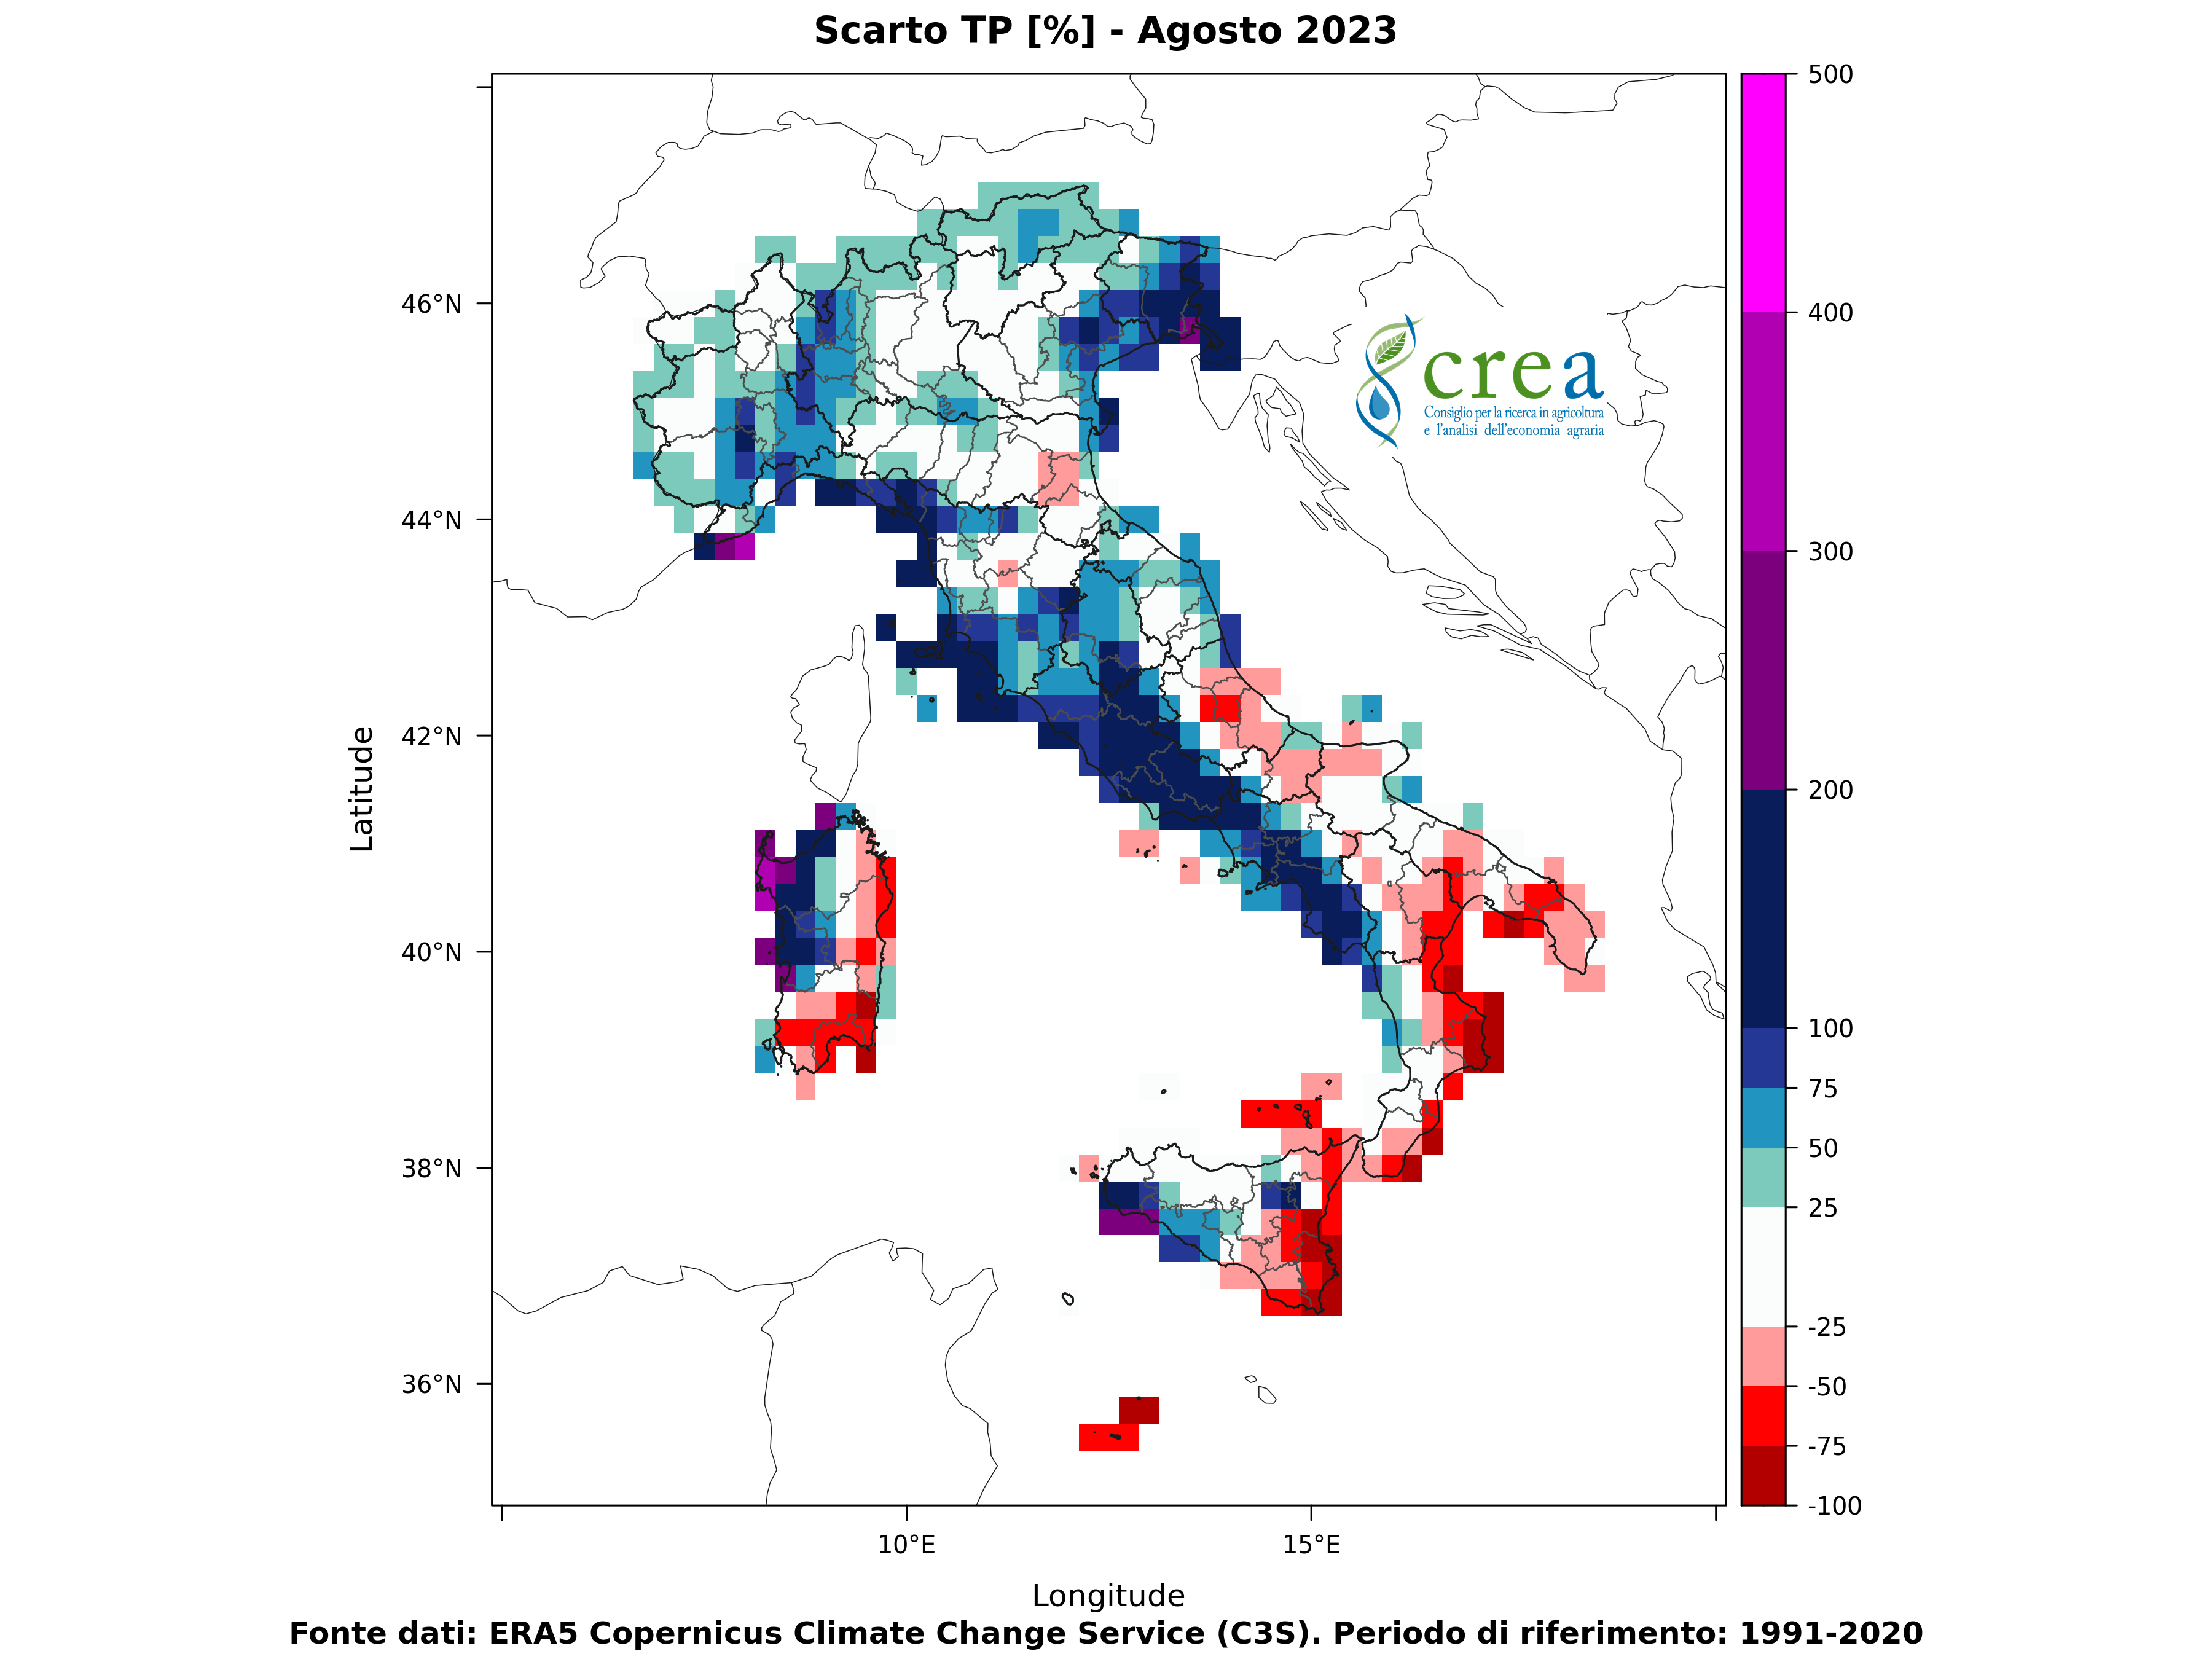 Scarto TP [%] - Agosto 2023
500
400
300
200
100
75
50
25
-25
-50
-75
-100
46°N
44°N
42°N
40°N
38°N
36°N
Latitude
crea
Consiglio per la ricerca in agricoltura
e l'analisi dell'economia agraria
10°E
15°E
Longitude
Fonte dati: ERA5 Copernicus Climate Change Service (C3S). Periodo di riferimento: 1991-2020